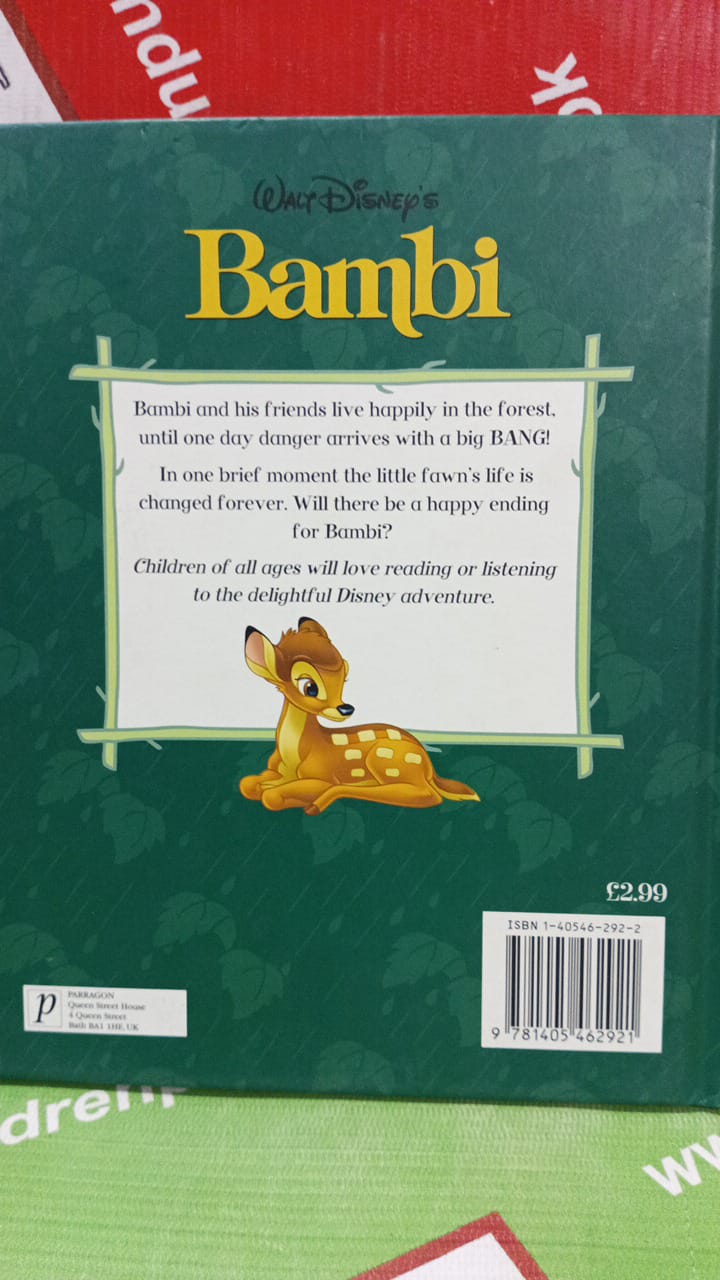 WALT DISNEY'S
Bambi
Bambi and his friends live happily in the forest,
until one day danger arrives with a big BANG!
In one brief moment the little fawn's life is
changed forever. Will there be a happy ending
for Bambi?
Children of all ages will love reading or listening
to the delightful Disney adventure.
£2.99
ISBN 1-40546-292-2
9 781405 462921
p
PARRAGON
Queen Street House
4 Queen Street
Bath BA1 1HE, UK